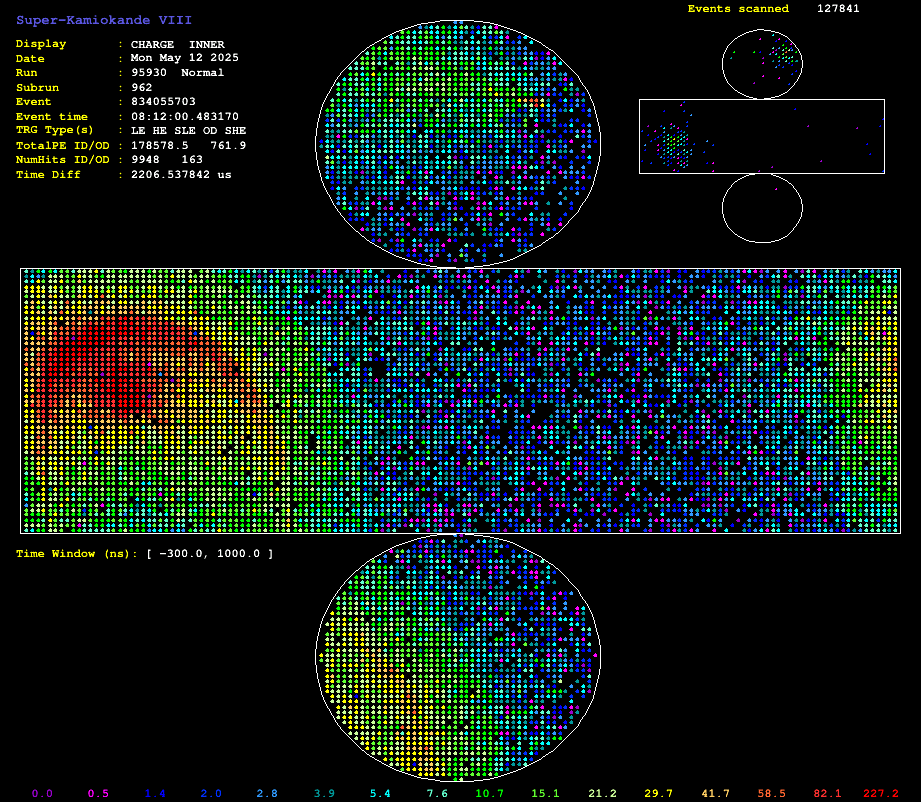 Super-Kamiokande VIII
Events scanned 127841
Display : CHARGE INNER
Date : Mon May 12 2025
Run : 95930 Normal
Subrun : 962
Event : 834055703
Event time : 08:12:00.483170
TRG Type(s) : LE HE SLE OD SHE
TotalPE ID/OD : 178578.5 761.9
NumHits ID/OD : 9948 163
Time Diff : 2206.537842 us
Time Window (ns): [ −300.0, 1000.0 ]
0.0 0.5 1.4 2.0 2.8 3.9 5.4 7.6 10.7 15.1 21.2 29.7 41.7 58.5 82.1 227.2